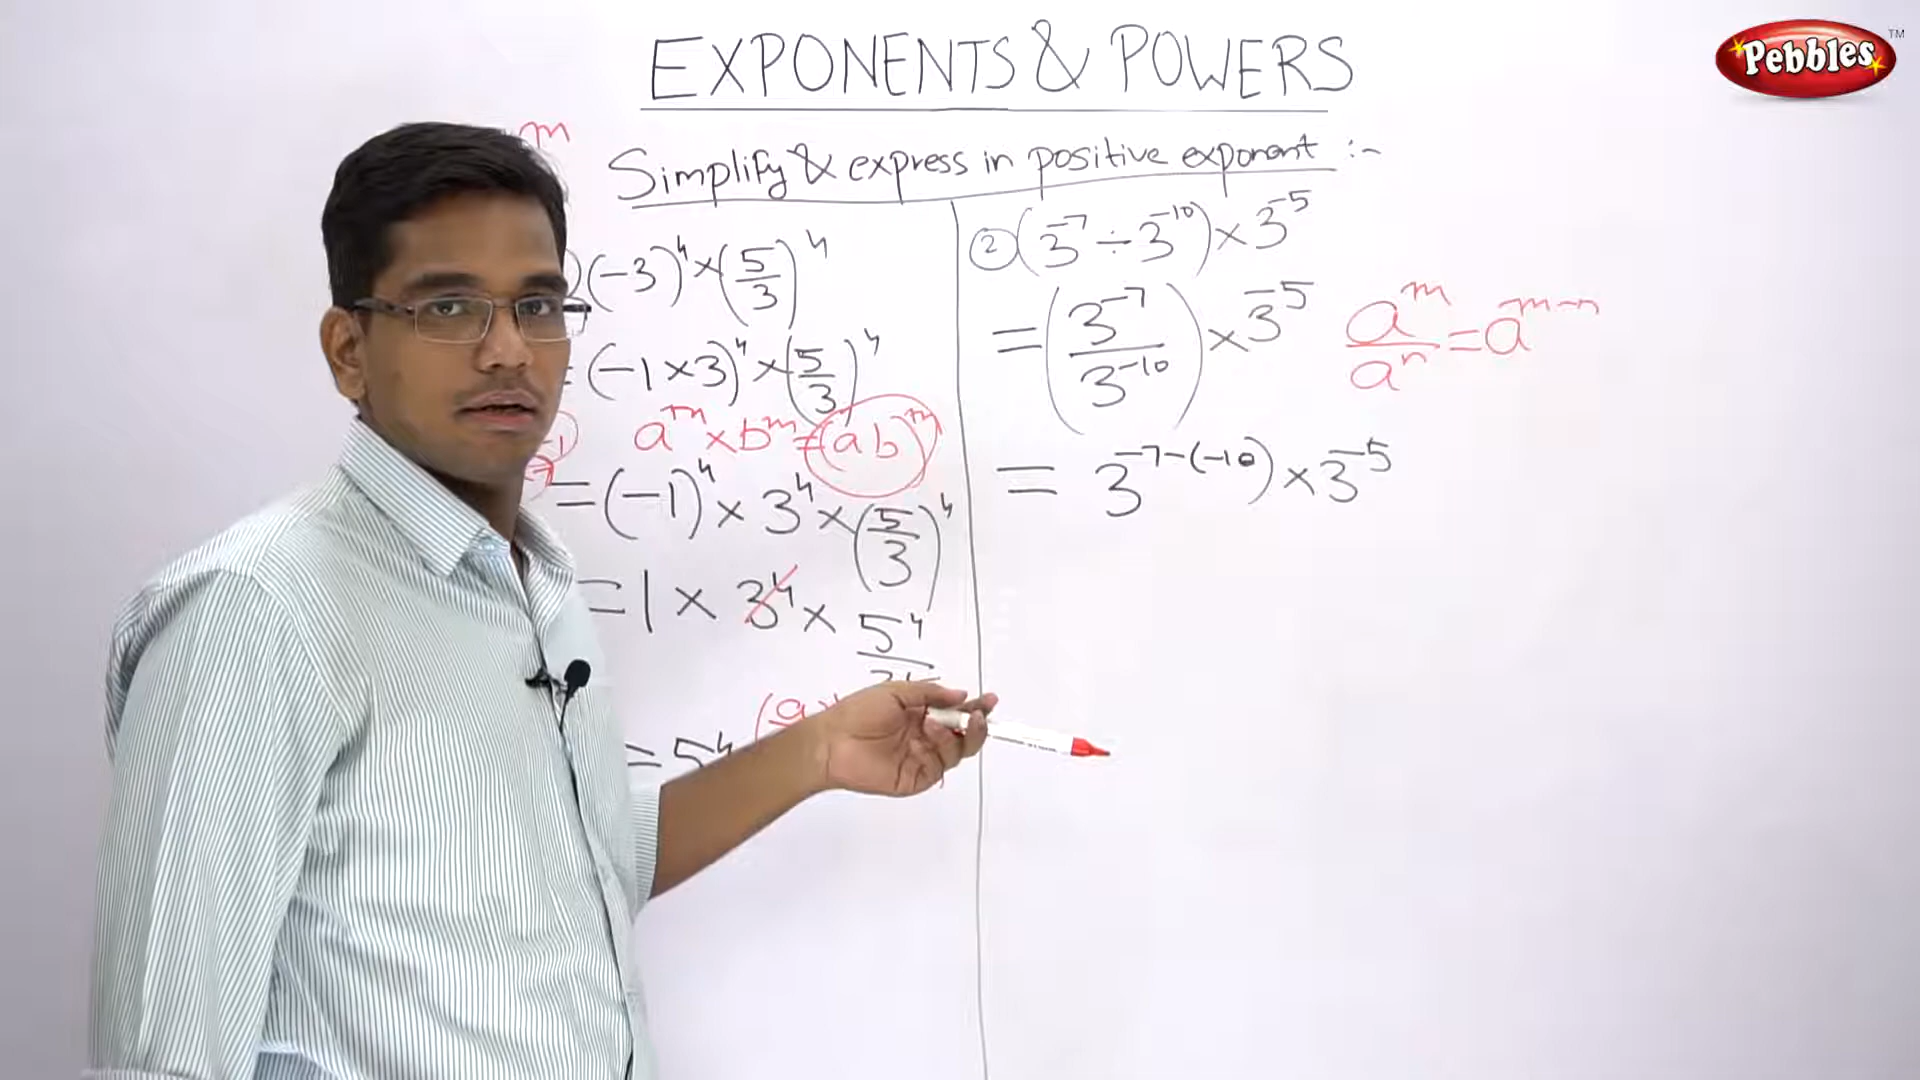 EXPONENTS & POWERS
Pebbles TM
m
Simplify & express in positive exponent :-
(-3)⁴×(5/3)⁴
=(-1×3)⁴×(5/3)⁴
aᵐ×bᵐ=(ab)ᵐ
=(-1)⁴×3⁴×(5/3)⁴
=1×3⁴×5⁴/3⁴
=5⁴
② (3⁻⁷÷3⁻¹⁰)×3⁻⁵
=(3⁻⁷/3⁻¹⁰)×3⁻⁵
aᵐ/aⁿ=aᵐ⁻ⁿ
=3⁻⁷⁻⁽⁻¹⁰⁾×3⁻⁵